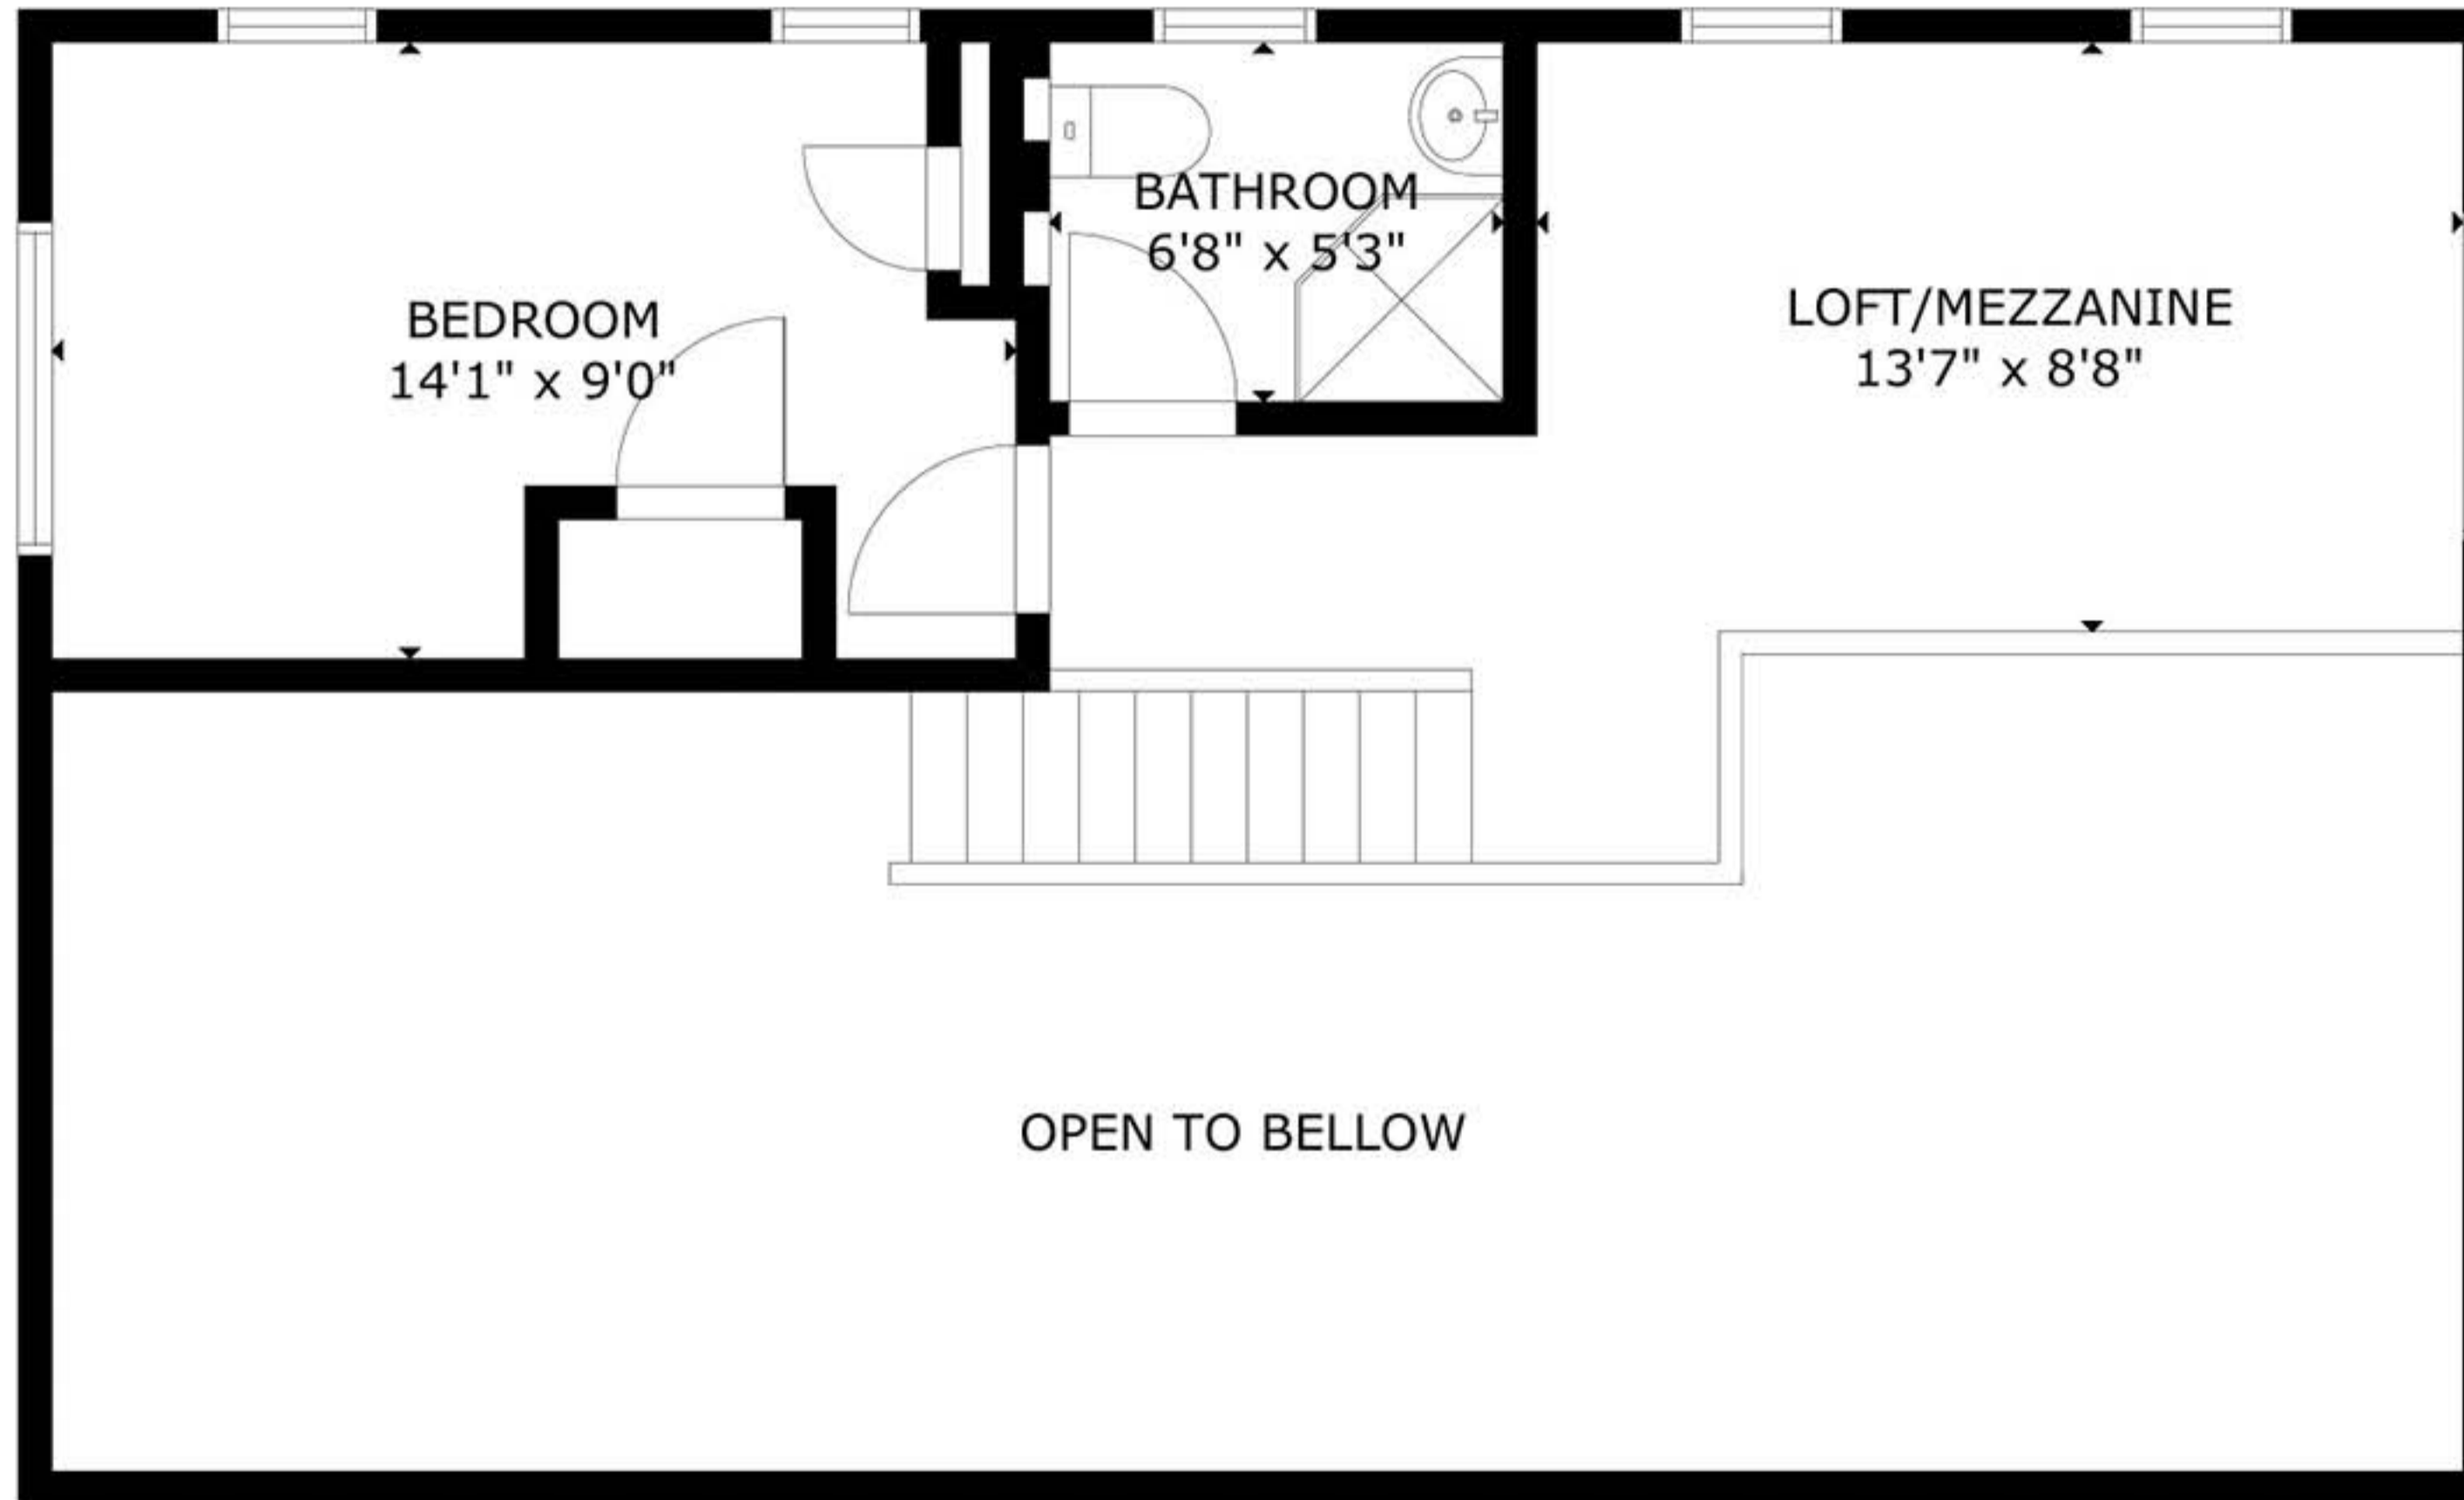 BEDROOM
14'1" x 9'0"
BATHROOM
6'8" x 5'3"
LOFT/MEZZANINE
13'7" x 8'8"
OPEN TO BELLOW